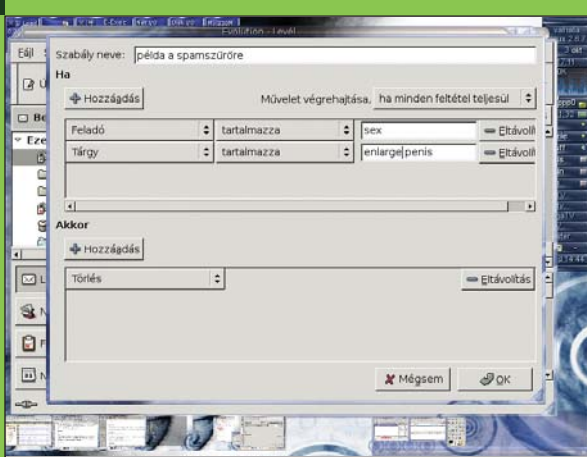 Evolution - Levél
Fájl
Szabály neve: példa a spamszűrőre
Ha
Hozzáadás
Művelet végrehajtása, ha minden feltétel teljesül
Feladó tartalmazza sex Eltávolít
Tárgy tartalmazza enlarge penis Eltávolít
Akkor
Hozzáadás
Törlés Eltávolítás
Mégsem OK